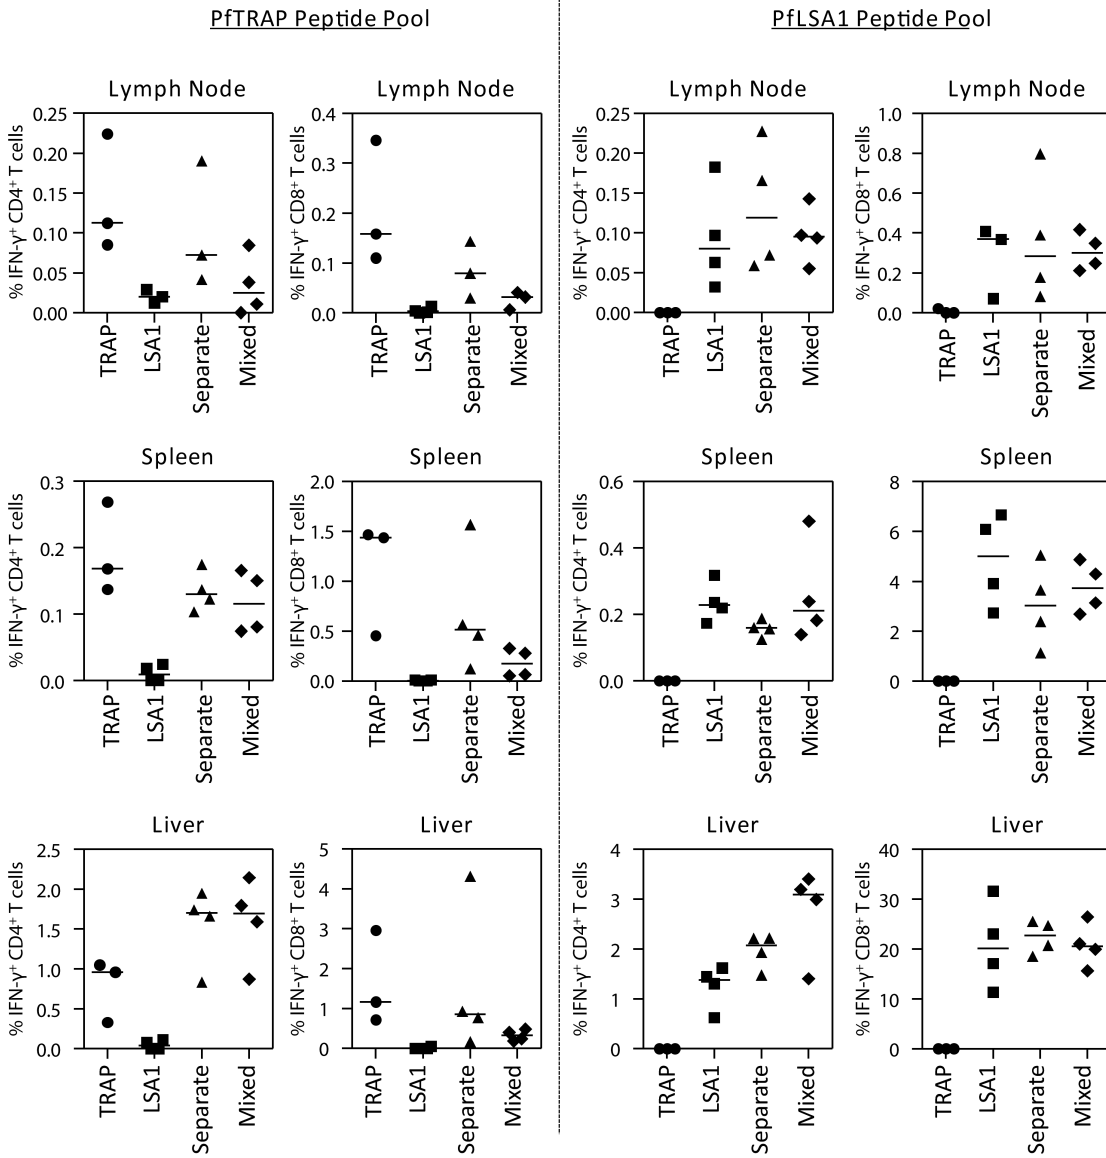 PfTRAP Peptide Pool
PfLSA1 Peptide Pool
Lymph Node
Lymph Node
Lymph Node
Lymph Node
% IFN-γ⁺ CD4⁺ T cells
0.25
0.20
0.15
0.10
0.05
0.00
TRAP
LSA1
Separate
Mixed
% IFN-γ⁺ CD8⁺ T cells
0.4
0.3
0.2
0.1
0.0
TRAP
LSA1
Separate
Mixed
% IFN-γ⁺ CD4⁺ T cells
0.25
0.20
0.15
0.10
0.05
0.00
TRAP
LSA1
Separate
Mixed
% IFN-γ⁺ CD8⁺ T cells
1.0
0.8
0.6
0.4
0.2
0.0
TRAP
LSA1
Separate
Mixed
Spleen
Spleen
Spleen
Spleen
% IFN-γ⁺ CD4⁺ T cells
0.3
0.2
0.1
0.0
TRAP
LSA1
Separate
Mixed
% IFN-γ⁺ CD8⁺ T cells
2.0
1.5
1.0
0.5
0.0
TRAP
LSA1
Separate
Mixed
% IFN-γ⁺ CD4⁺ T cells
0.6
0.4
0.2
0.0
TRAP
LSA1
Separate
Mixed
% IFN-γ⁺ CD8⁺ T cells
8
6
4
2
0
TRAP
LSA1
Separate
Mixed
Liver
Liver
Liver
Liver
% IFN-γ⁺ CD4⁺ T cells
2.5
2.0
1.5
1.0
0.5
0.0
TRAP
LSA1
Separate
Mixed
% IFN-γ⁺ CD8⁺ T cells
5
4
3
2
1
0
TRAP
LSA1
Separate
Mixed
% IFN-γ⁺ CD4⁺ T cells
4
3
2
1
0
TRAP
LSA1
Separate
Mixed
% IFN-γ⁺ CD8⁺ T cells
40
30
20
10
0
TRAP
LSA1
Separate
Mixed